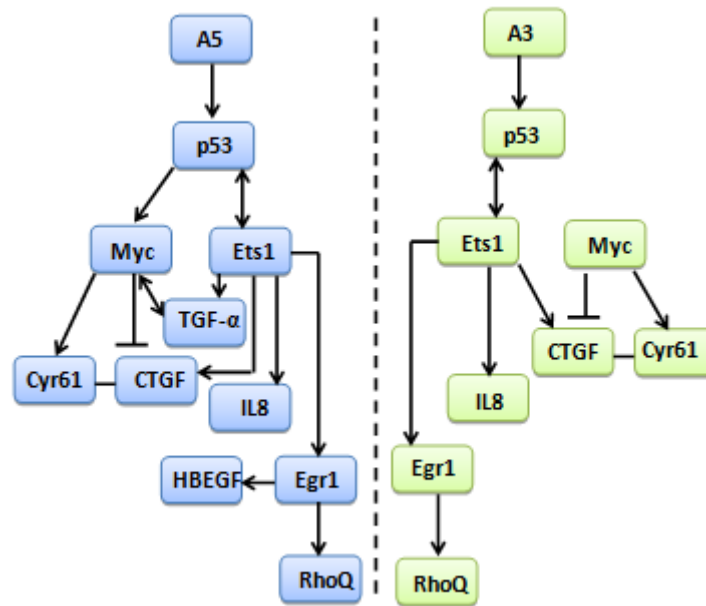 A5
p53
Myc
Ets1
TGF-α
Cyr61
CTGF
IL8
HBEGF
Egr1
RhoQ
A3
p53
Ets1
Myc
CTGF
Cyr61
IL8
Egr1
RhoQ